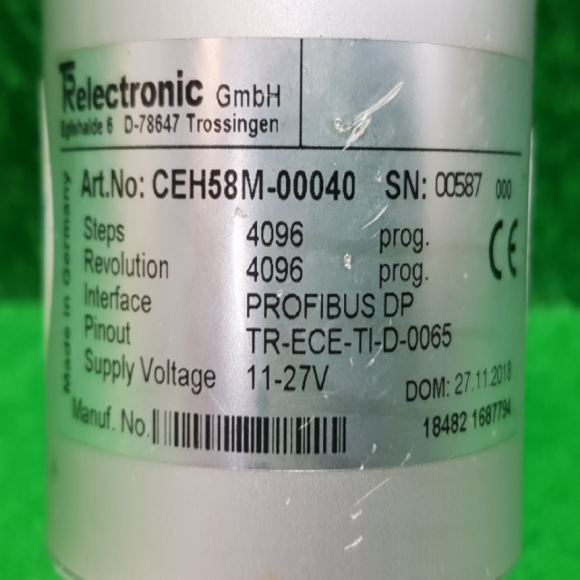 TRelectronic GmbH
Eglishalde 6 D-78647 Trossingen
Art.No: CEH58M-00040 SN: 00587 000
Steps 4096 prog.
Revolution 4096 prog.
Interface PROFIBUS DP
Pinout TR-ECE-TI-D-0065
Supply Voltage 11-27V
DOM: 27.11.2018
Manuf. No.
18482 1687794
Made in Germany
CE